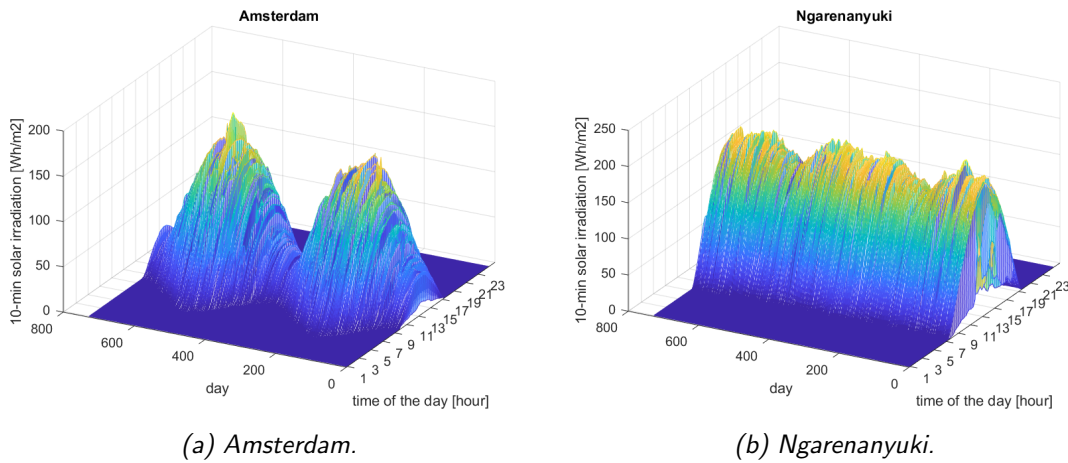 Amsterdam
10-min solar irradiation [Wh/m2]
200
150
100
50
0
800
600
400
200
0
day
1 3 5 7 9 11 13 15 17 19 21 23
time of the day [hour]
(a) Amsterdam.
Ngarenanyuki
10-min solar irradiation [Wh/m2]
250
200
150
100
50
0
800
600
400
200
0
day
1 3 5 7 9 11 13 15 17 19 21 23
time of the day [hour]
(b) Ngarenanyuki.